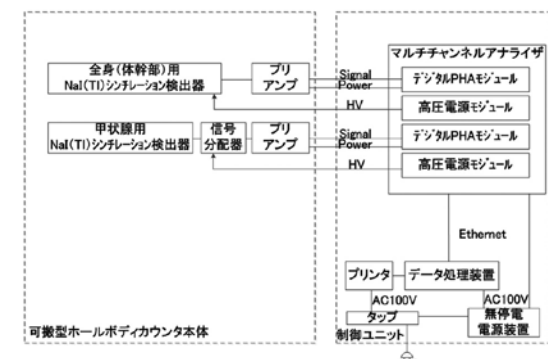 マルチチャンネルアナライザ
全身(体幹部)用
NaI(Tl)シンチレーション検出器
プリ
アンプ
Signal
Power
デジタルPHAモジュール
HV
高圧電源モジュール
甲状腺用
NaI(Tl)シンチレーション検出器
信号
分配器
プリ
アンプ
Signal
Power
デジタルPHAモジュール
HV
高圧電源モジュール
Ethernet
プリンタ
データ処理装置
AC100V
AC100V
タップ
無停電
電源装置
可搬型ホールボディカウンタ本体
制御ユニット